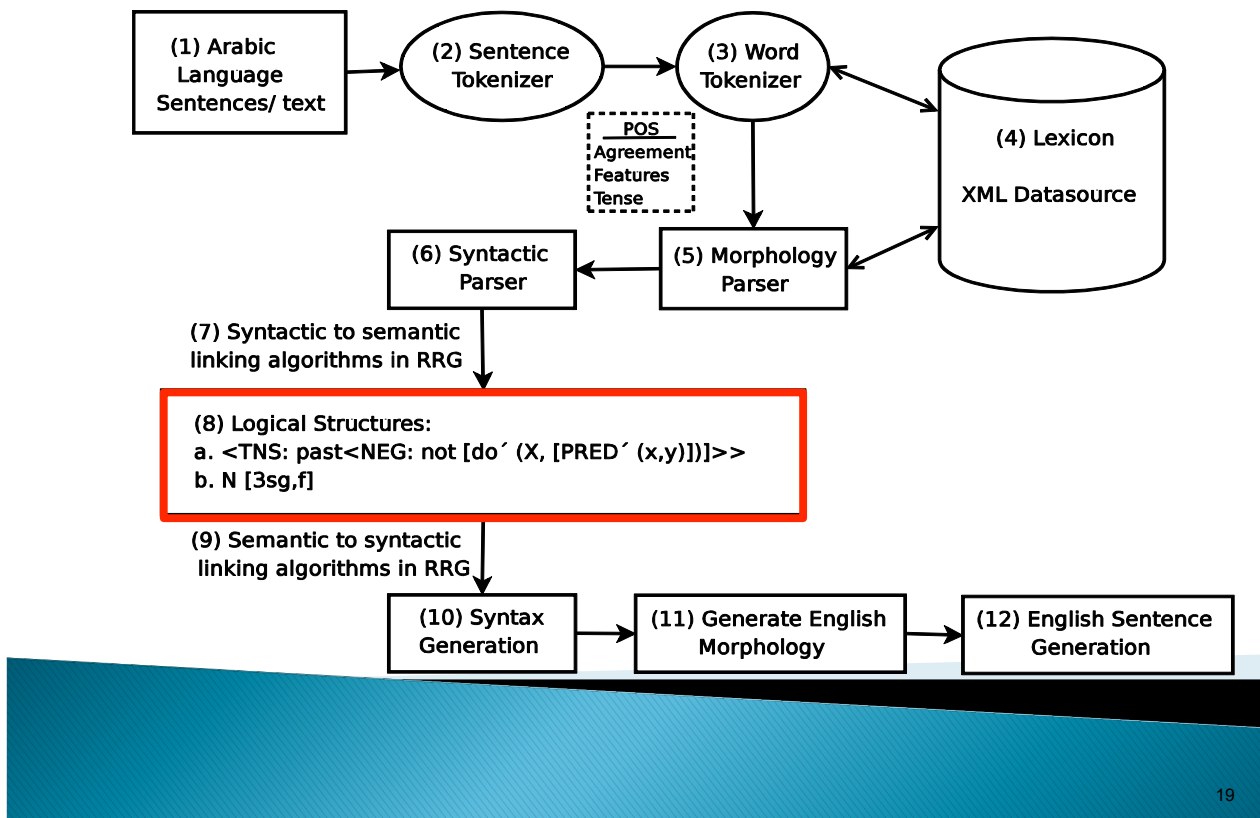 (1) Arabic
Language
Sentences/ text
(2) Sentence
Tokenizer
(3) Word
Tokenizer
(4) Lexicon
XML Datasource
POS
Agreement
Features
Tense
(5) Morphology
Parser
(6) Syntactic
Parser
(7) Syntactic to semantic
linking algorithms in RRG
(8) Logical Structures:
a. <TNS: past<NEG: not [do´ (X, [PRED´ (x,y)])]>>
b. N [3sg,f]
(9) Semantic to syntactic
linking algorithms in RRG
(10) Syntax
Generation
(11) Generate English
Morphology
(12) English Sentence
Generation
19